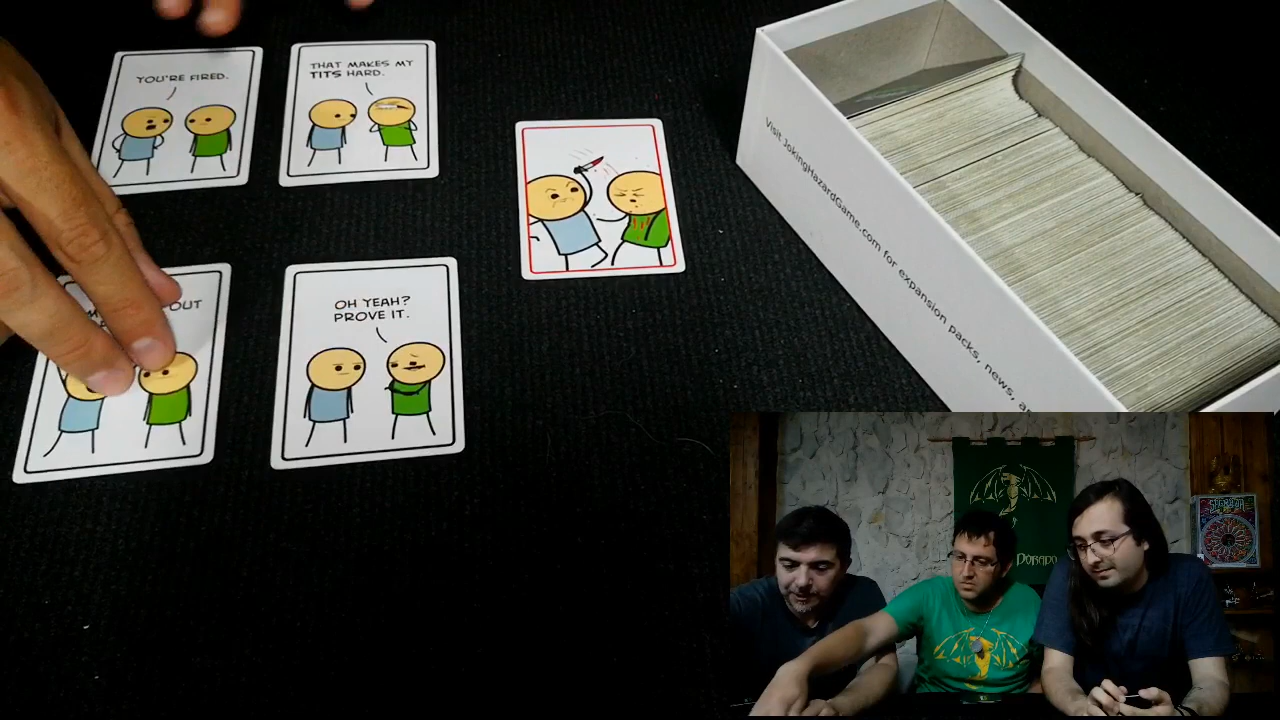 YOU'RE FIRED.
THAT MAKES MY
TITS HARD.
OUT
OH YEAH?
PROVE IT.
Visit JokingHazardGame.com for expansion packs, news,
DORADO